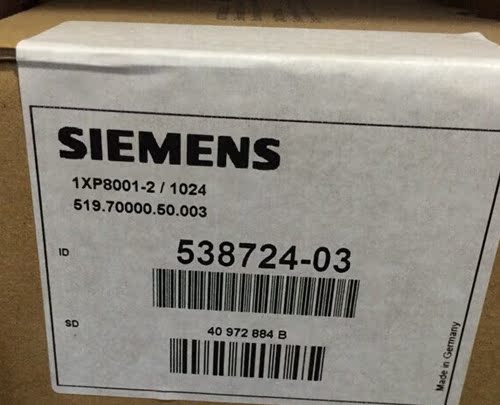 SIEMENS
1XP8001-2 / 1024
519.70000.50.003
ID
538724-03
SD
40 972 884 B
Made in Germany